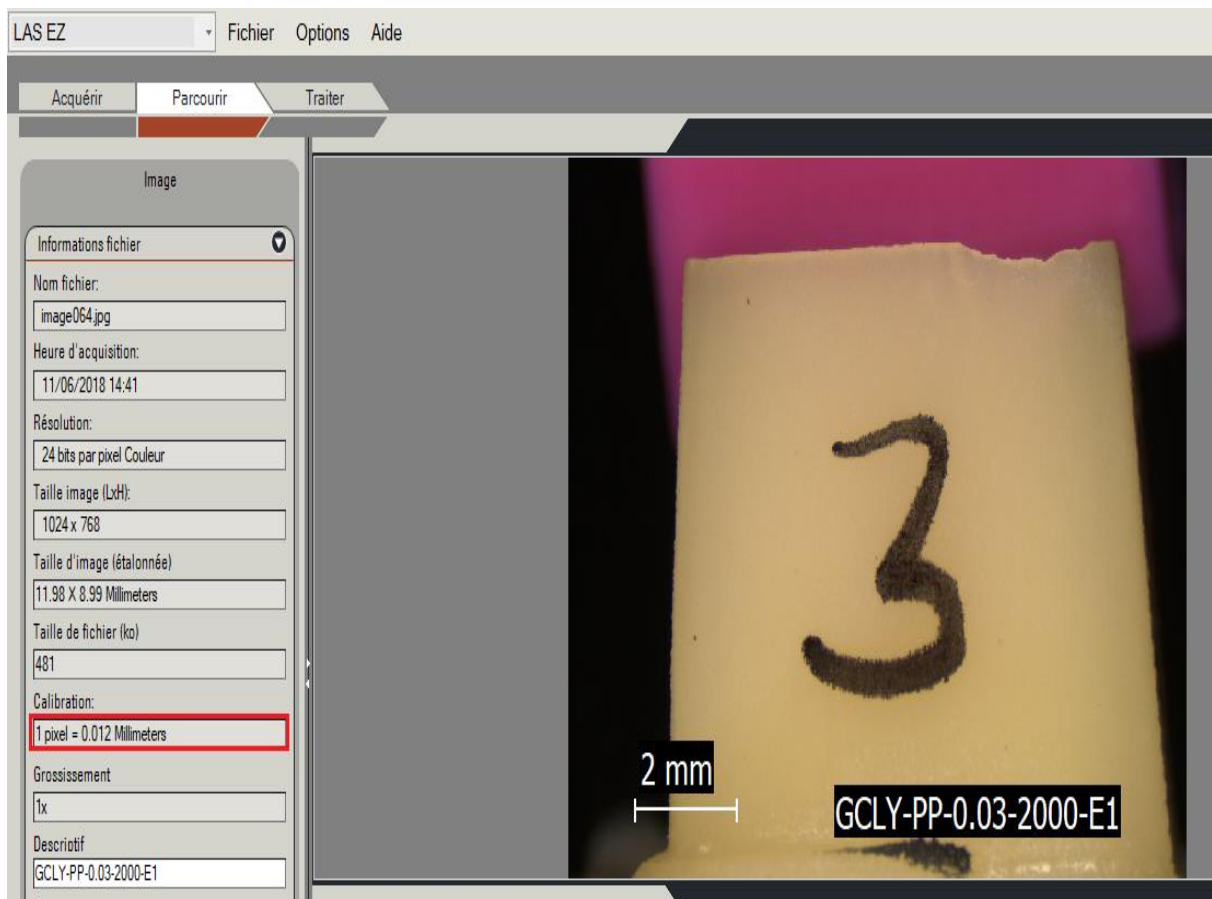 LAS EZ Fichier Options Aide
Acquérir Parcourir Traiter
Image
Informations fichier
Nom fichier:
image064.jpg
Heure d'acquisition:
11/06/2018 14:41
Résolution:
24 bits par pixel Couleur
Taille image (LxH):
1024 x 768
Taille d'image (étalonnée)
11.98 X 8.99 Millimeters
Taille de fichier (ko)
481
Calibration:
1 pixel = 0.012 Millimeters
Grossissement
1x
Descriptif
GCLY-PP-0.03-2000-E1
3
2 mm
GCLY-PP-0.03-2000-E1